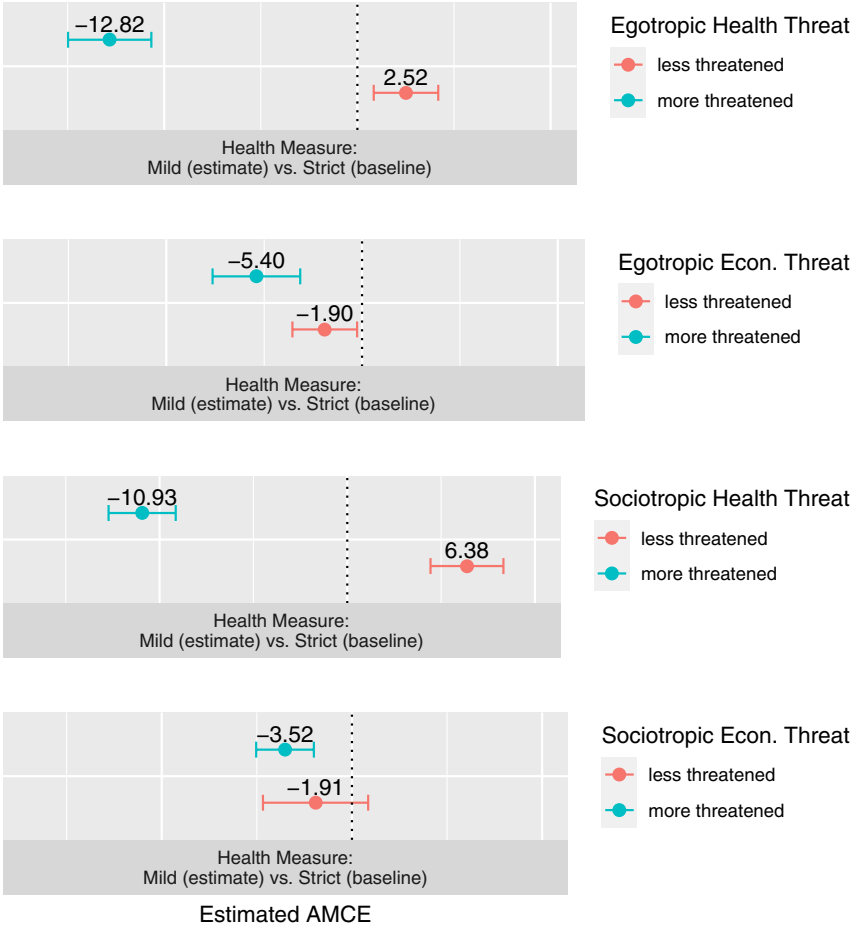 −12.82
2.52
Health Measure:
Mild (estimate) vs. Strict (baseline)
Egotropic Health Threat
less threatened
more threatened
−5.40
−1.90
Health Measure:
Mild (estimate) vs. Strict (baseline)
Egotropic Econ. Threat
less threatened
more threatened
−10.93
6.38
Health Measure:
Mild (estimate) vs. Strict (baseline)
Sociotropic Health Threat
less threatened
more threatened
−3.52
−1.91
Health Measure:
Mild (estimate) vs. Strict (baseline)
Sociotropic Econ. Threat
less threatened
more threatened
Estimated AMCE